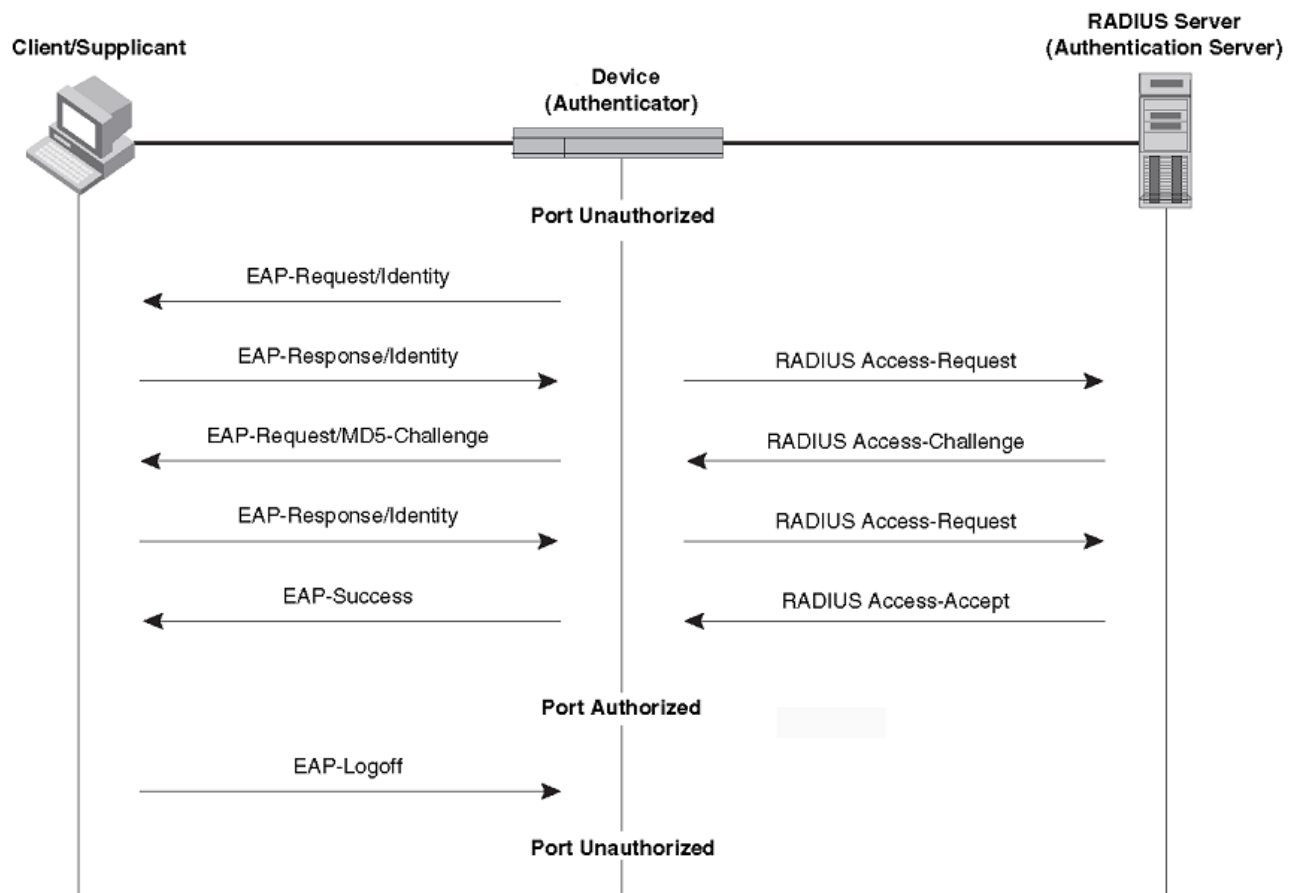 RADIUS Server
(Authentication Server)
Client/Supplicant
Device
(Authenticator)
Port Unauthorized
EAP-Request/Identity
EAP-Response/Identity
RADIUS Access-Request
EAP-Request/MD5-Challenge
RADIUS Access-Challenge
EAP-Response/Identity
RADIUS Access-Request
EAP-Success
RADIUS Access-Accept
Port Authorized
EAP-Logoff
Port Unauthorized